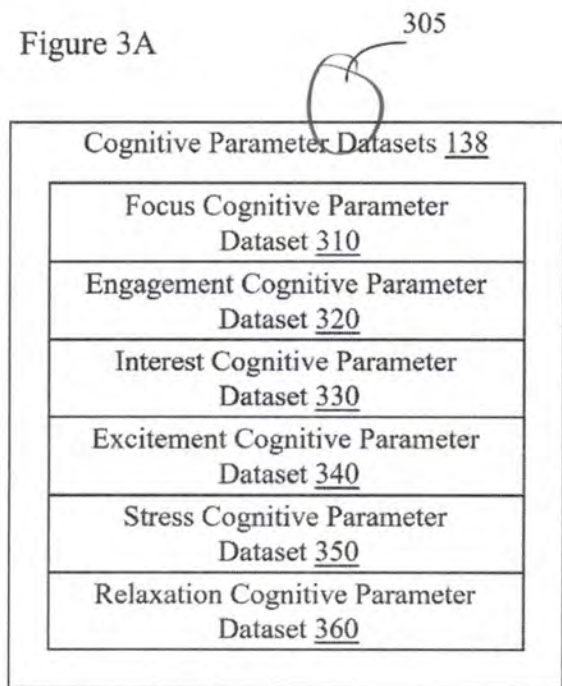 Figure 3A
305
Cognitive Parameter Datasets 138
Focus Cognitive Parameter
Dataset 310
Engagement Cognitive Parameter
Dataset 320
Interest Cognitive Parameter
Dataset 330
Excitement Cognitive Parameter
Dataset 340
Stress Cognitive Parameter
Dataset 350
Relaxation Cognitive Parameter
Dataset 360